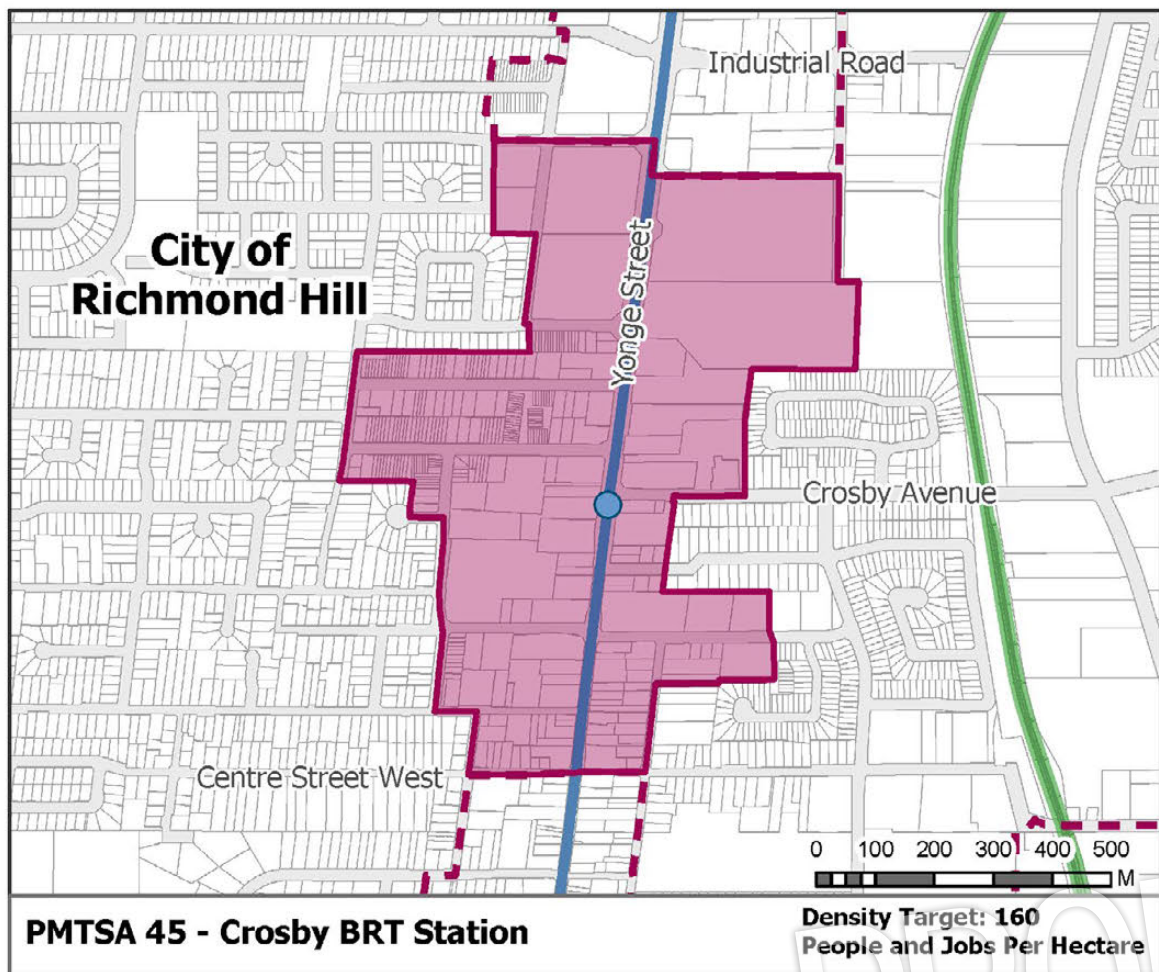 Industrial Road
City of
Richmond Hill
Yonge Street
Crosby Avenue
Centre Street West
0 100 200 300 400 500
M
PMTSA 45 - Crosby BRT Station
Density Target: 160
People and Jobs Per Hectare